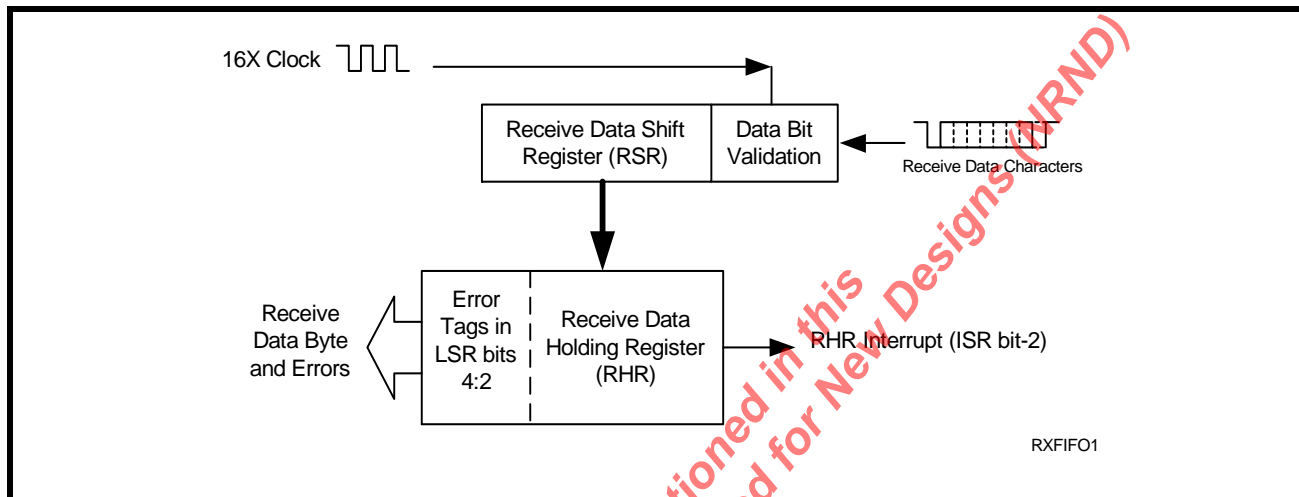 16X Clock
Receive Data Shift
Register (RSR)
Data Bit
Validation
Receive Data Characters
Receive
Data Byte
and Errors
Error
Tags in
LSR bits
4:2
Receive Data
Holding Register
(RHR)
RHR Interrupt (ISR bit-2)
RXFIFO1
tioned in this
ed for New Designs (NRND)